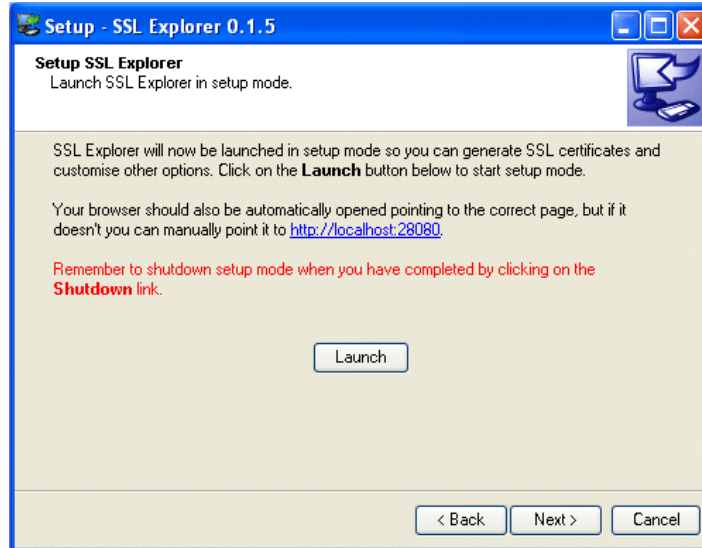 Setup - SSL Explorer 0.1.5
Setup SSL Explorer
Launch SSL Explorer in setup mode.
SSL Explorer will now be launched in setup mode so you can generate SSL certificates and
customise other options. Click on the Launch button below to start setup mode.
Your browser should also be automatically opened pointing to the correct page, but if it
doesn't you can manually point it to http://localhost:28080.
Remember to shutdown setup mode when you have completed by clicking on the
Shutdown link.
Launch
< Back Next > Cancel